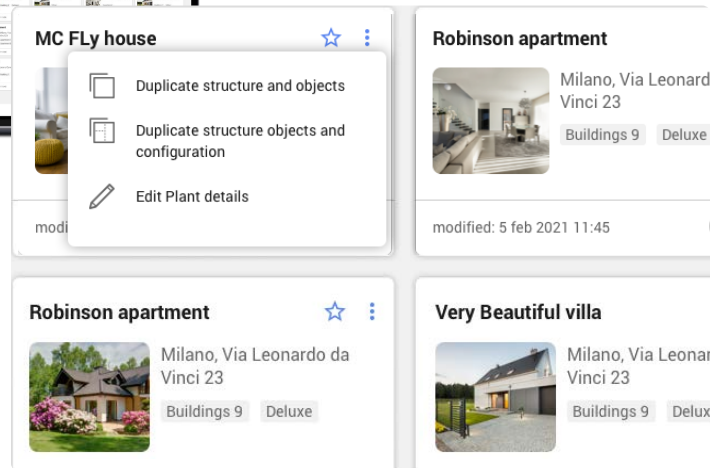 MC FLy house
Duplicate structure and objects
Duplicate structure objects and
configuration
Edit Plant details
modi
Robinson apartment
Milano, Via Leonard
Vinci 23
Buildings 9 Deluxe
modified: 5 feb 2021 11:45
Robinson apartment
Milano, Via Leonardo da
Vinci 23
Buildings 9 Deluxe
Very Beautiful villa
Milano, Via Leonar
Vinci 23
Buildings 9 Delux